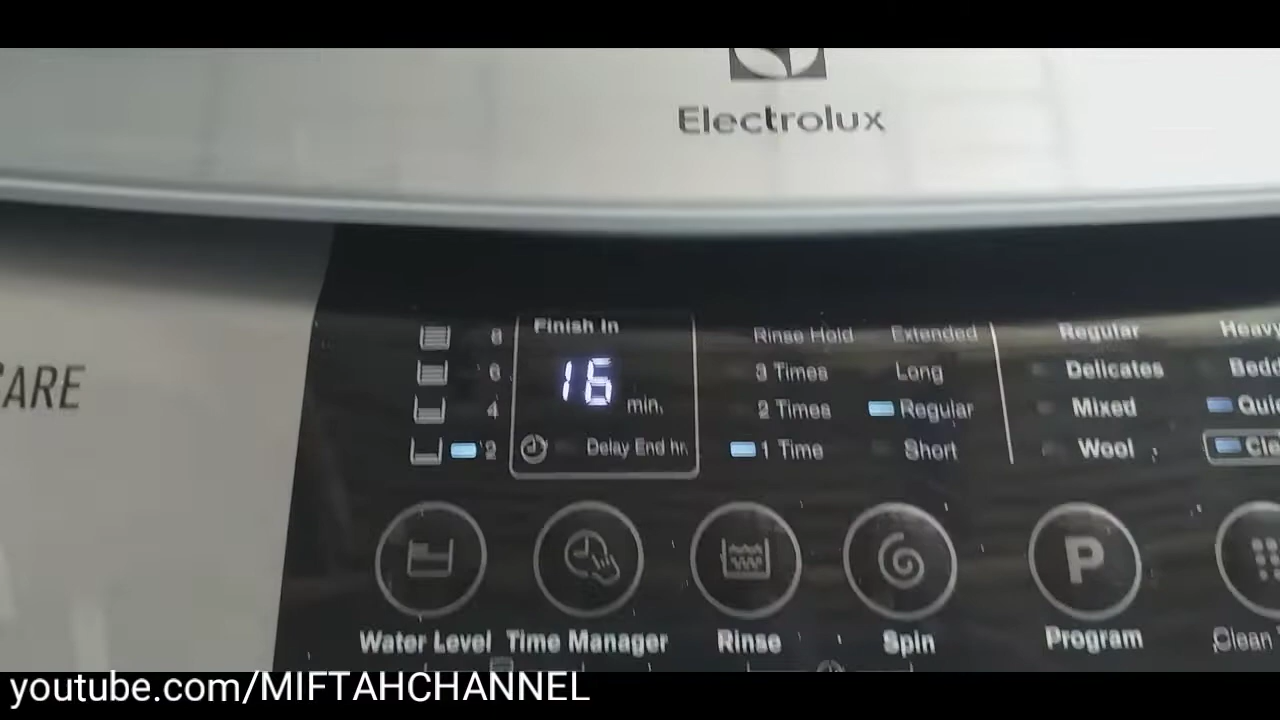 Electrolux
CARE
8
6
4
2
Finish In
16 min.
Delay End hr.
Rinse Hold
3 Times
2 Times
1 Time
Extended
Long
Regular
Short
Regular
Delicates
Mixed
Wool
Heavy
Bedd
Quic
Cle
P
Water Level
Time Manager
Rinse
Spin
Program
Clean
youtube.com/MIFTAHCHANNEL